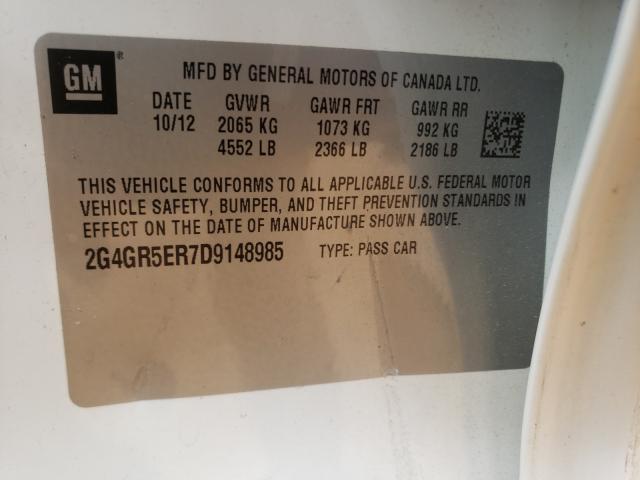 GM ®
MFD BY GENERAL MOTORS OF CANADA LTD.
DATE GVWR GAWR FRT GAWR RR
10/12 2065 KG 1073 KG 992 KG
4552 LB 2366 LB 2186 LB
THIS VEHICLE CONFORMS TO ALL APPLICABLE U.S. FEDERAL MOTOR
VEHICLE SAFETY, BUMPER, AND THEFT PREVENTION STANDARDS IN
EFFECT ON THE DATE OF MANUFACTURE SHOWN ABOVE.
2G4GR5ER7D9148985 TYPE: PASS CAR